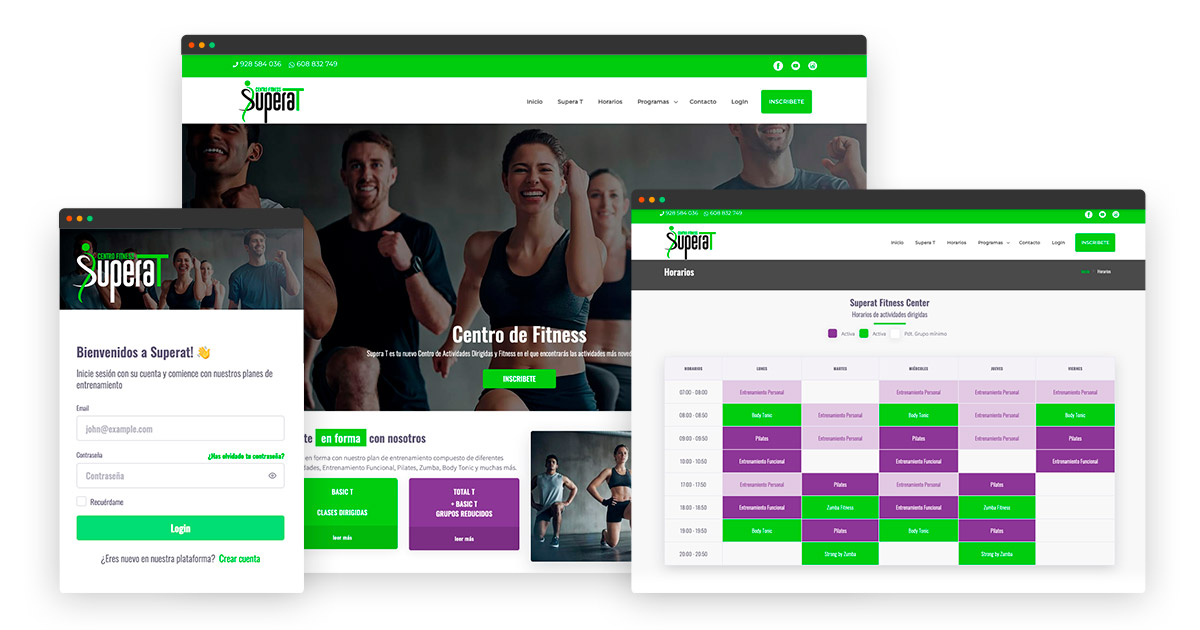 928 584 036 608 832 749
CENTRO FITNESS
SuperaT
Inicio Supera T Horarios Programas Contacto Login INSCRIBETE
Centro de Fitness
Supera T es tu nuevo Centro de Actividades Dirigidas y Fitness en el que encontrarás las actividades más
INSCRIBETE
te en forma con nosotros
en forma con nuestro plan de entrenamiento compuesto de diferentes
dades, Entrenamiento Funcional, Pilates, Zumba, Body Tonic y muchas más.
BASIC T
CLASES DIRIGIDAS
leer más
TOTAL T
+ BASIC T
GRUPOS REDUCIDOS
leer más
CENTRO FITNESS
SuperaT
Bienvenidos a Superat! 👋
Inicie sesión con su cuenta y comience con nuestros planes de
entrenamiento
Email
john@example.com
Contraseña ¿Has olvidado tu contraseña?
Contraseña
Recuérdame
Login
¿Eres nuevo en nuestra plataforma? Crear cuenta
928 584 036 608 832 749
CENTRO FITNESS
SuperaT
Inicio Supera T Horarios Programas Contacto Login INSCRIBETE
Horarios Horarios
Superat Fitness Center
Horarios de actividades dirigidas
Activa Activa Pdt. Grupo mínimo
HORARIOS LUNES MARTES MIÉRCOLES JUEVES VIERNES
07:00 - 08:00 Entrenamiento Personal Entrenamiento Personal Entrenamiento Personal Entrenamiento Personal
08:00 - 08:50 Body Tonic Entrenamiento Personal Body Tonic Entrenamiento Personal Body Tonic
09:00 - 09:50 Pilates Entrenamiento Personal Pilates Entrenamiento Personal Pilates
10:00 - 10:50 Entrenamiento Funcional Entrenamiento Funcional Entrenamiento Funcional
17:00 - 17:50 Entrenamiento Personal Pilates Entrenamiento Personal Pilates
18:00 - 18:50 Entrenamiento Funcional Zumba Fitness Entrenamiento Funcional Zumba Fitness
19:00 - 19:50 Body Tonic Pilates Body Tonic Pilates
20:00 - 20:50 Strong by Zumba Strong by Zumba